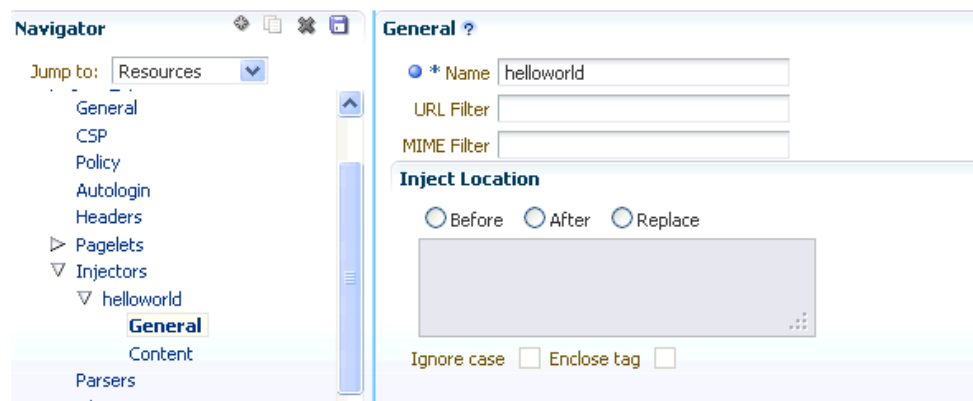 Navigator
Jump to: Resources
General
CSP
Policy
Autologin
Headers
Pagelets
Injectors
helloworld
General
Content
Parsers
General ?
* Name helloworld
URL Filter
MIME Filter
Inject Location
Before After Replace
Ignore case Enclose tag